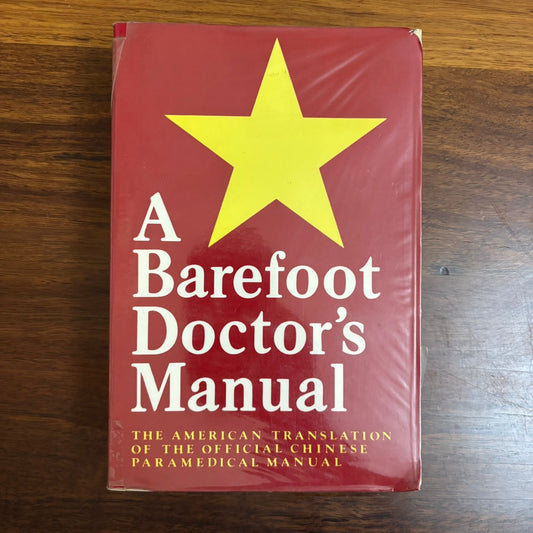 A
Barefoot
Doctor's
Manual
THE AMERICAN TRANSLATION
OF THE OFFICIAL CHINESE
PARAMEDICAL MANUAL